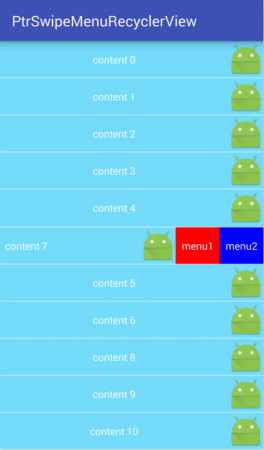 PtrSwipeMenuRecyclerView
content 0
content 1
content 2
content 3
content 4
content 7 menu1 menu2
content 5
content 6
content 8
content 9
content 10